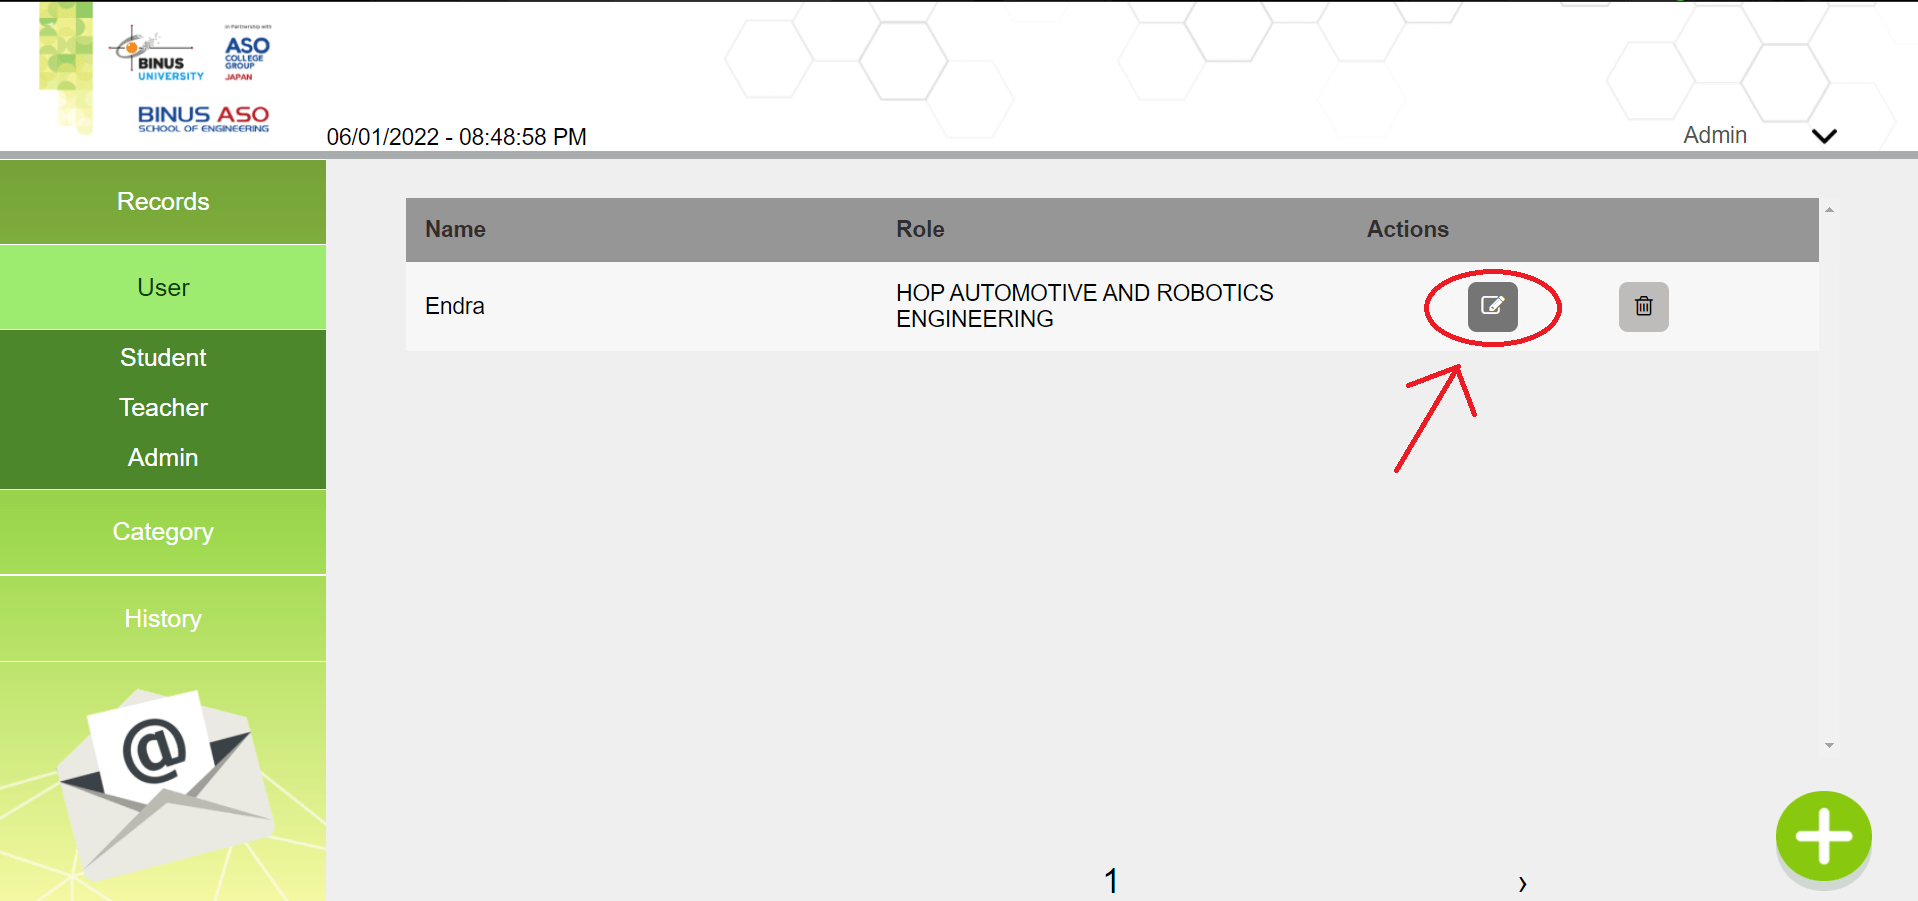 In Partnership with
BINUS
UNIVERSITY
ASO
COLLEGE
GROUP
JAPAN
BINUS ASO
SCHOOL OF ENGINEERING
06/01/2022 - 08:48:58 PM
Admin
Records
User
Student
Teacher
Admin
Category
History
@
Name Role Actions
Endra
HOP AUTOMOTIVE AND ROBOTICS
ENGINEERING
1 ›